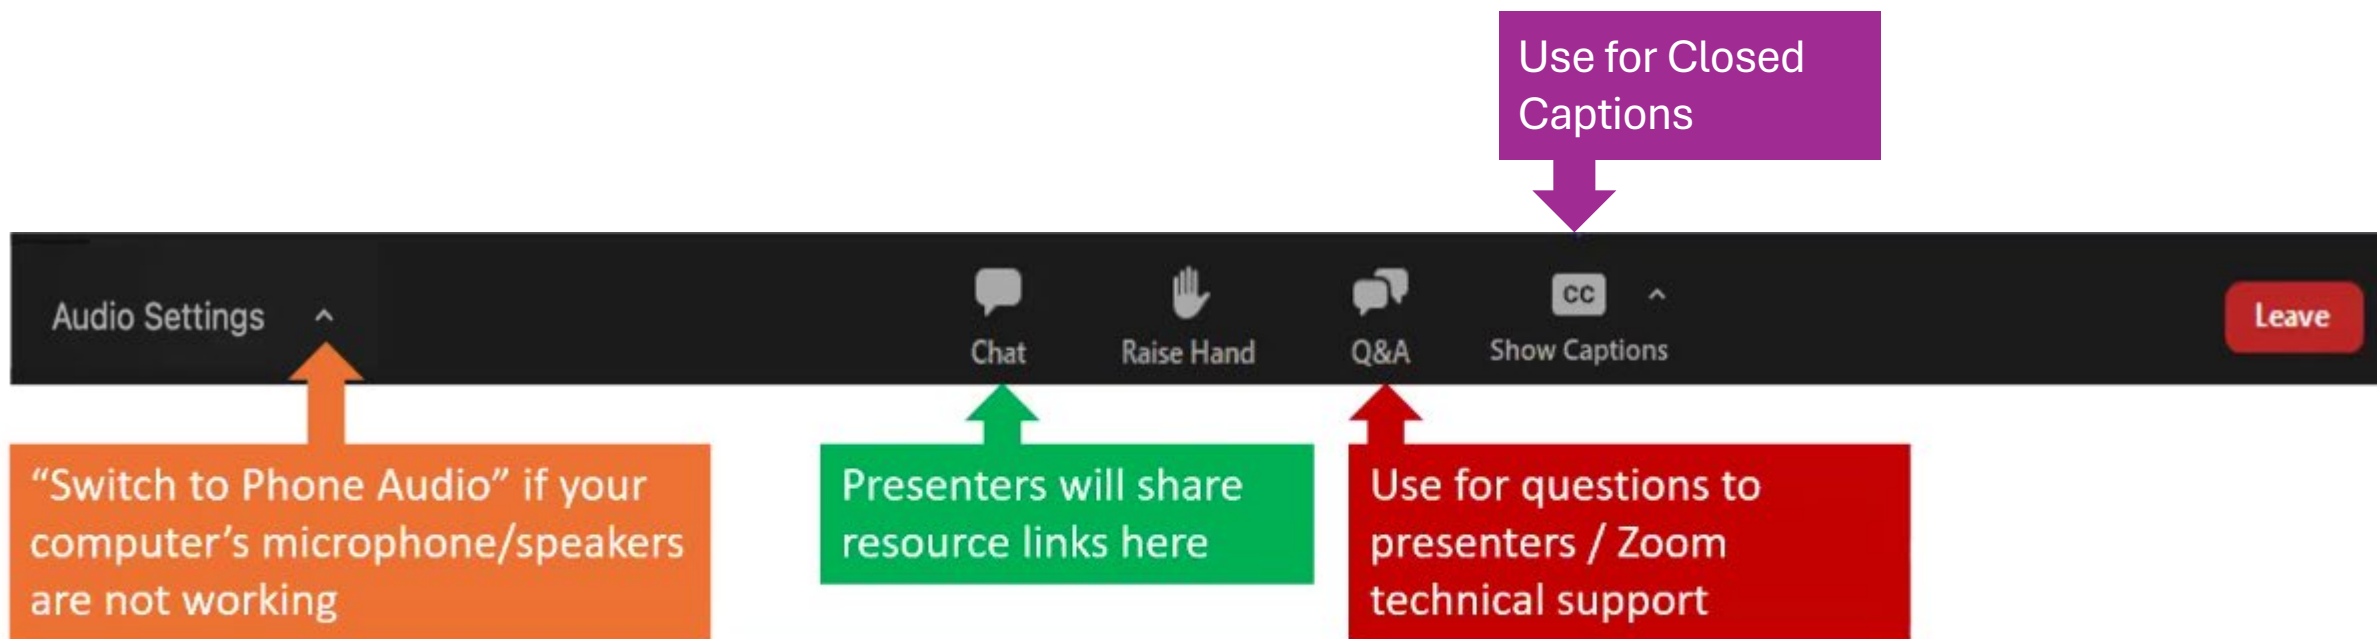 Use for Closed
Captions
Audio Settings
Chat
Raise Hand
Q&A
CC
Show Captions
Leave
“Switch to Phone Audio” if your
computer’s microphone/speakers
are not working
Presenters will share
resource links here
Use for questions to
presenters / Zoom
technical support